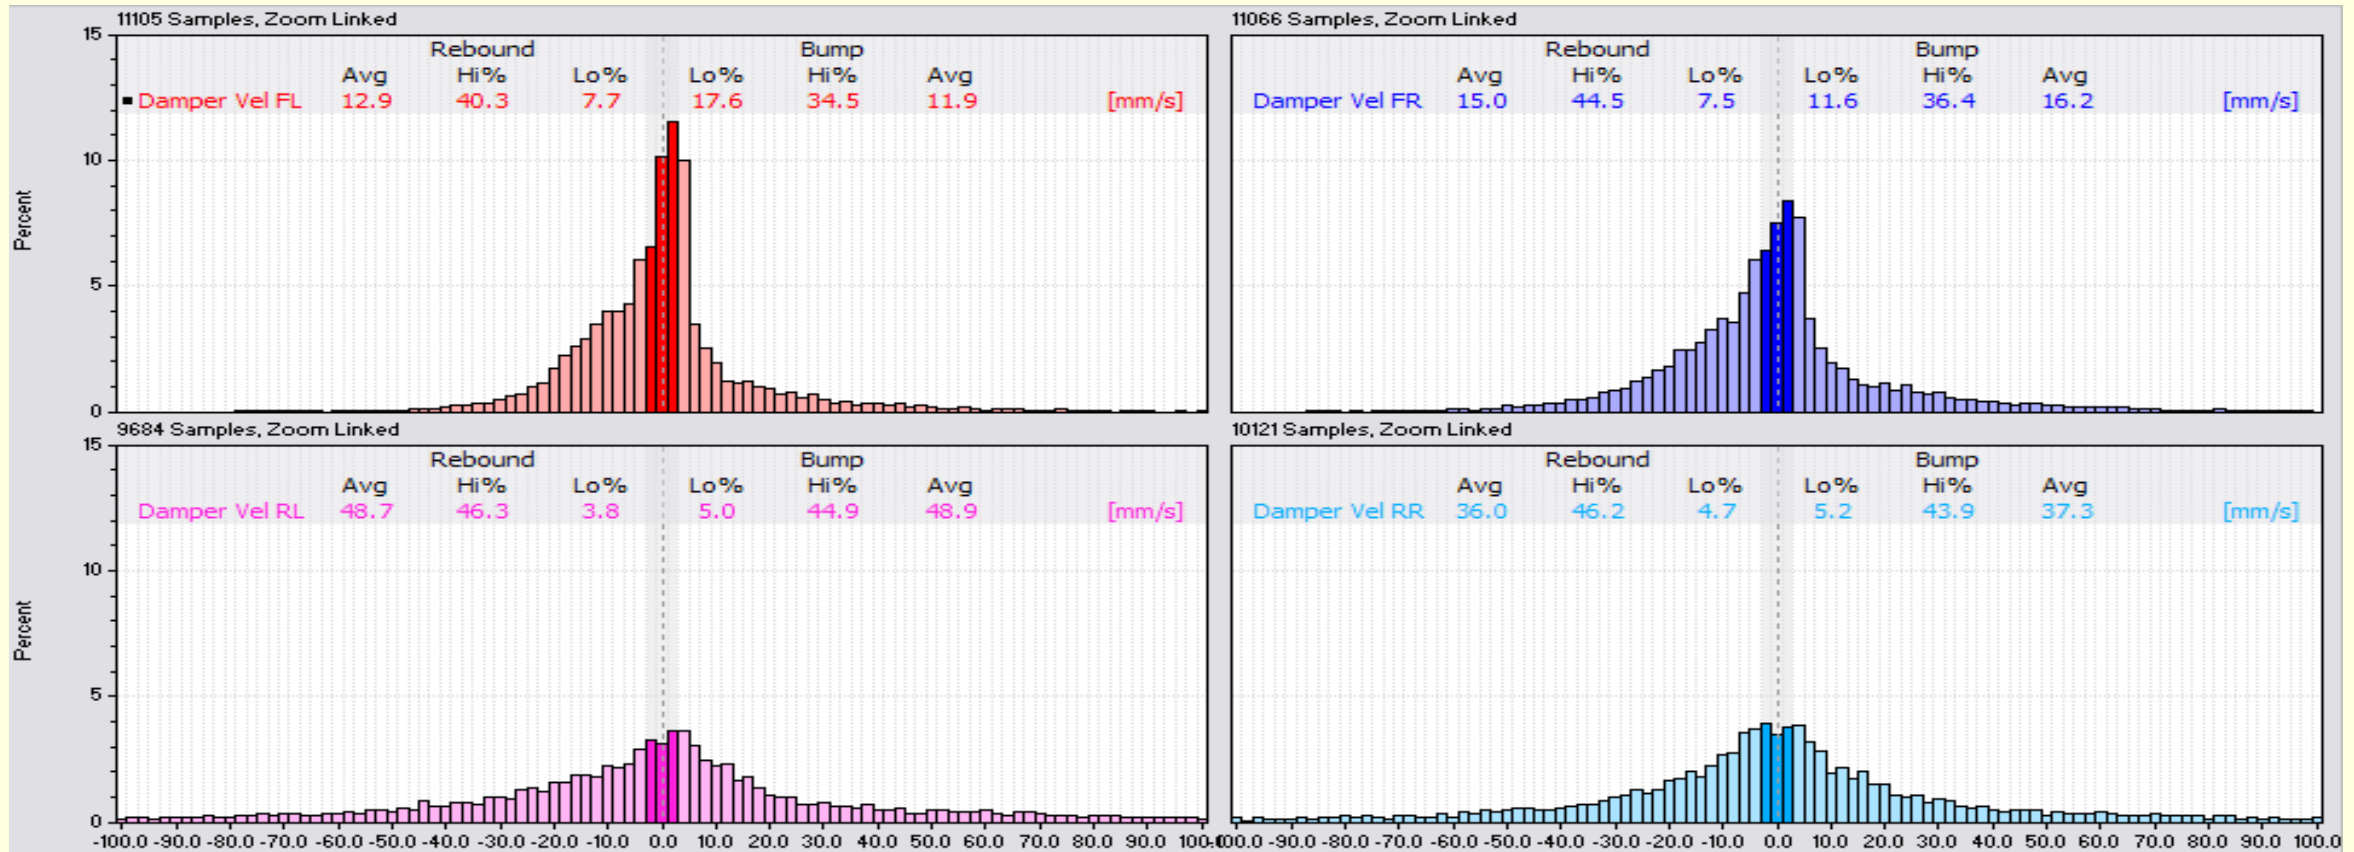 11105 Samples, Zoom Linked
Rebound Bump
Avg Hi% Lo% Lo% Hi% Avg
Damper Vel FL 12.9 40.3 7.7 17.6 34.5 11.9 [mm/s]
15
10
5
0
Percent
11066 Samples, Zoom Linked
Rebound Bump
Avg Hi% Lo% Lo% Hi% Avg
Damper Vel FR 15.0 44.5 7.5 11.6 36.4 16.2 [mm/s]
9684 Samples, Zoom Linked
Rebound Bump
Avg Hi% Lo% Lo% Hi% Avg
Damper Vel RL 48.7 46.3 3.8 5.0 44.9 48.9 [mm/s]
15
10
5
0
Percent
-100.0 -90.0 -80.0 -70.0 -60.0 -50.0 -40.0 -30.0 -20.0 -10.0 0.0 10.0 20.0 30.0 40.0 50.0 60.0 70.0 80.0 90.0
10121 Samples, Zoom Linked
Rebound Bump
Avg Hi% Lo% Lo% Hi% Avg
Damper Vel RR 36.0 46.2 4.7 5.2 43.9 37.3 [mm/s]
-90.0 -80.0 -70.0 -60.0 -50.0 -40.0 -30.0 -20.0 -10.0 0.0 10.0 20.0 30.0 40.0 50.0 60.0 70.0 80.0 90.0 100.0